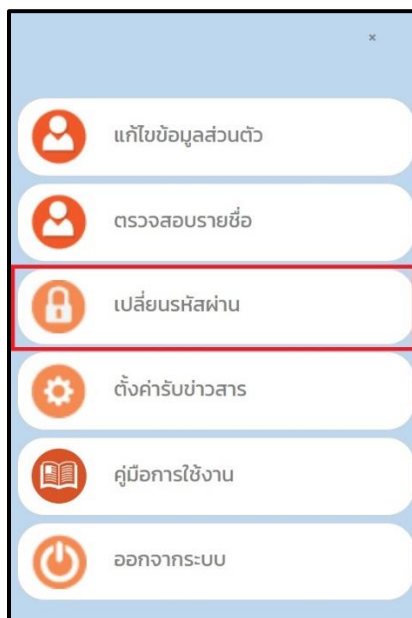 ×
แก้ไขข้อมูลส่วนตัว
ตรวจสอบรายชื่อ
เปลี่ยนรหัสผ่าน
ตั้งค่ารับข่าวสาร
คู่มือการใช้งาน
ออกจากระบบ